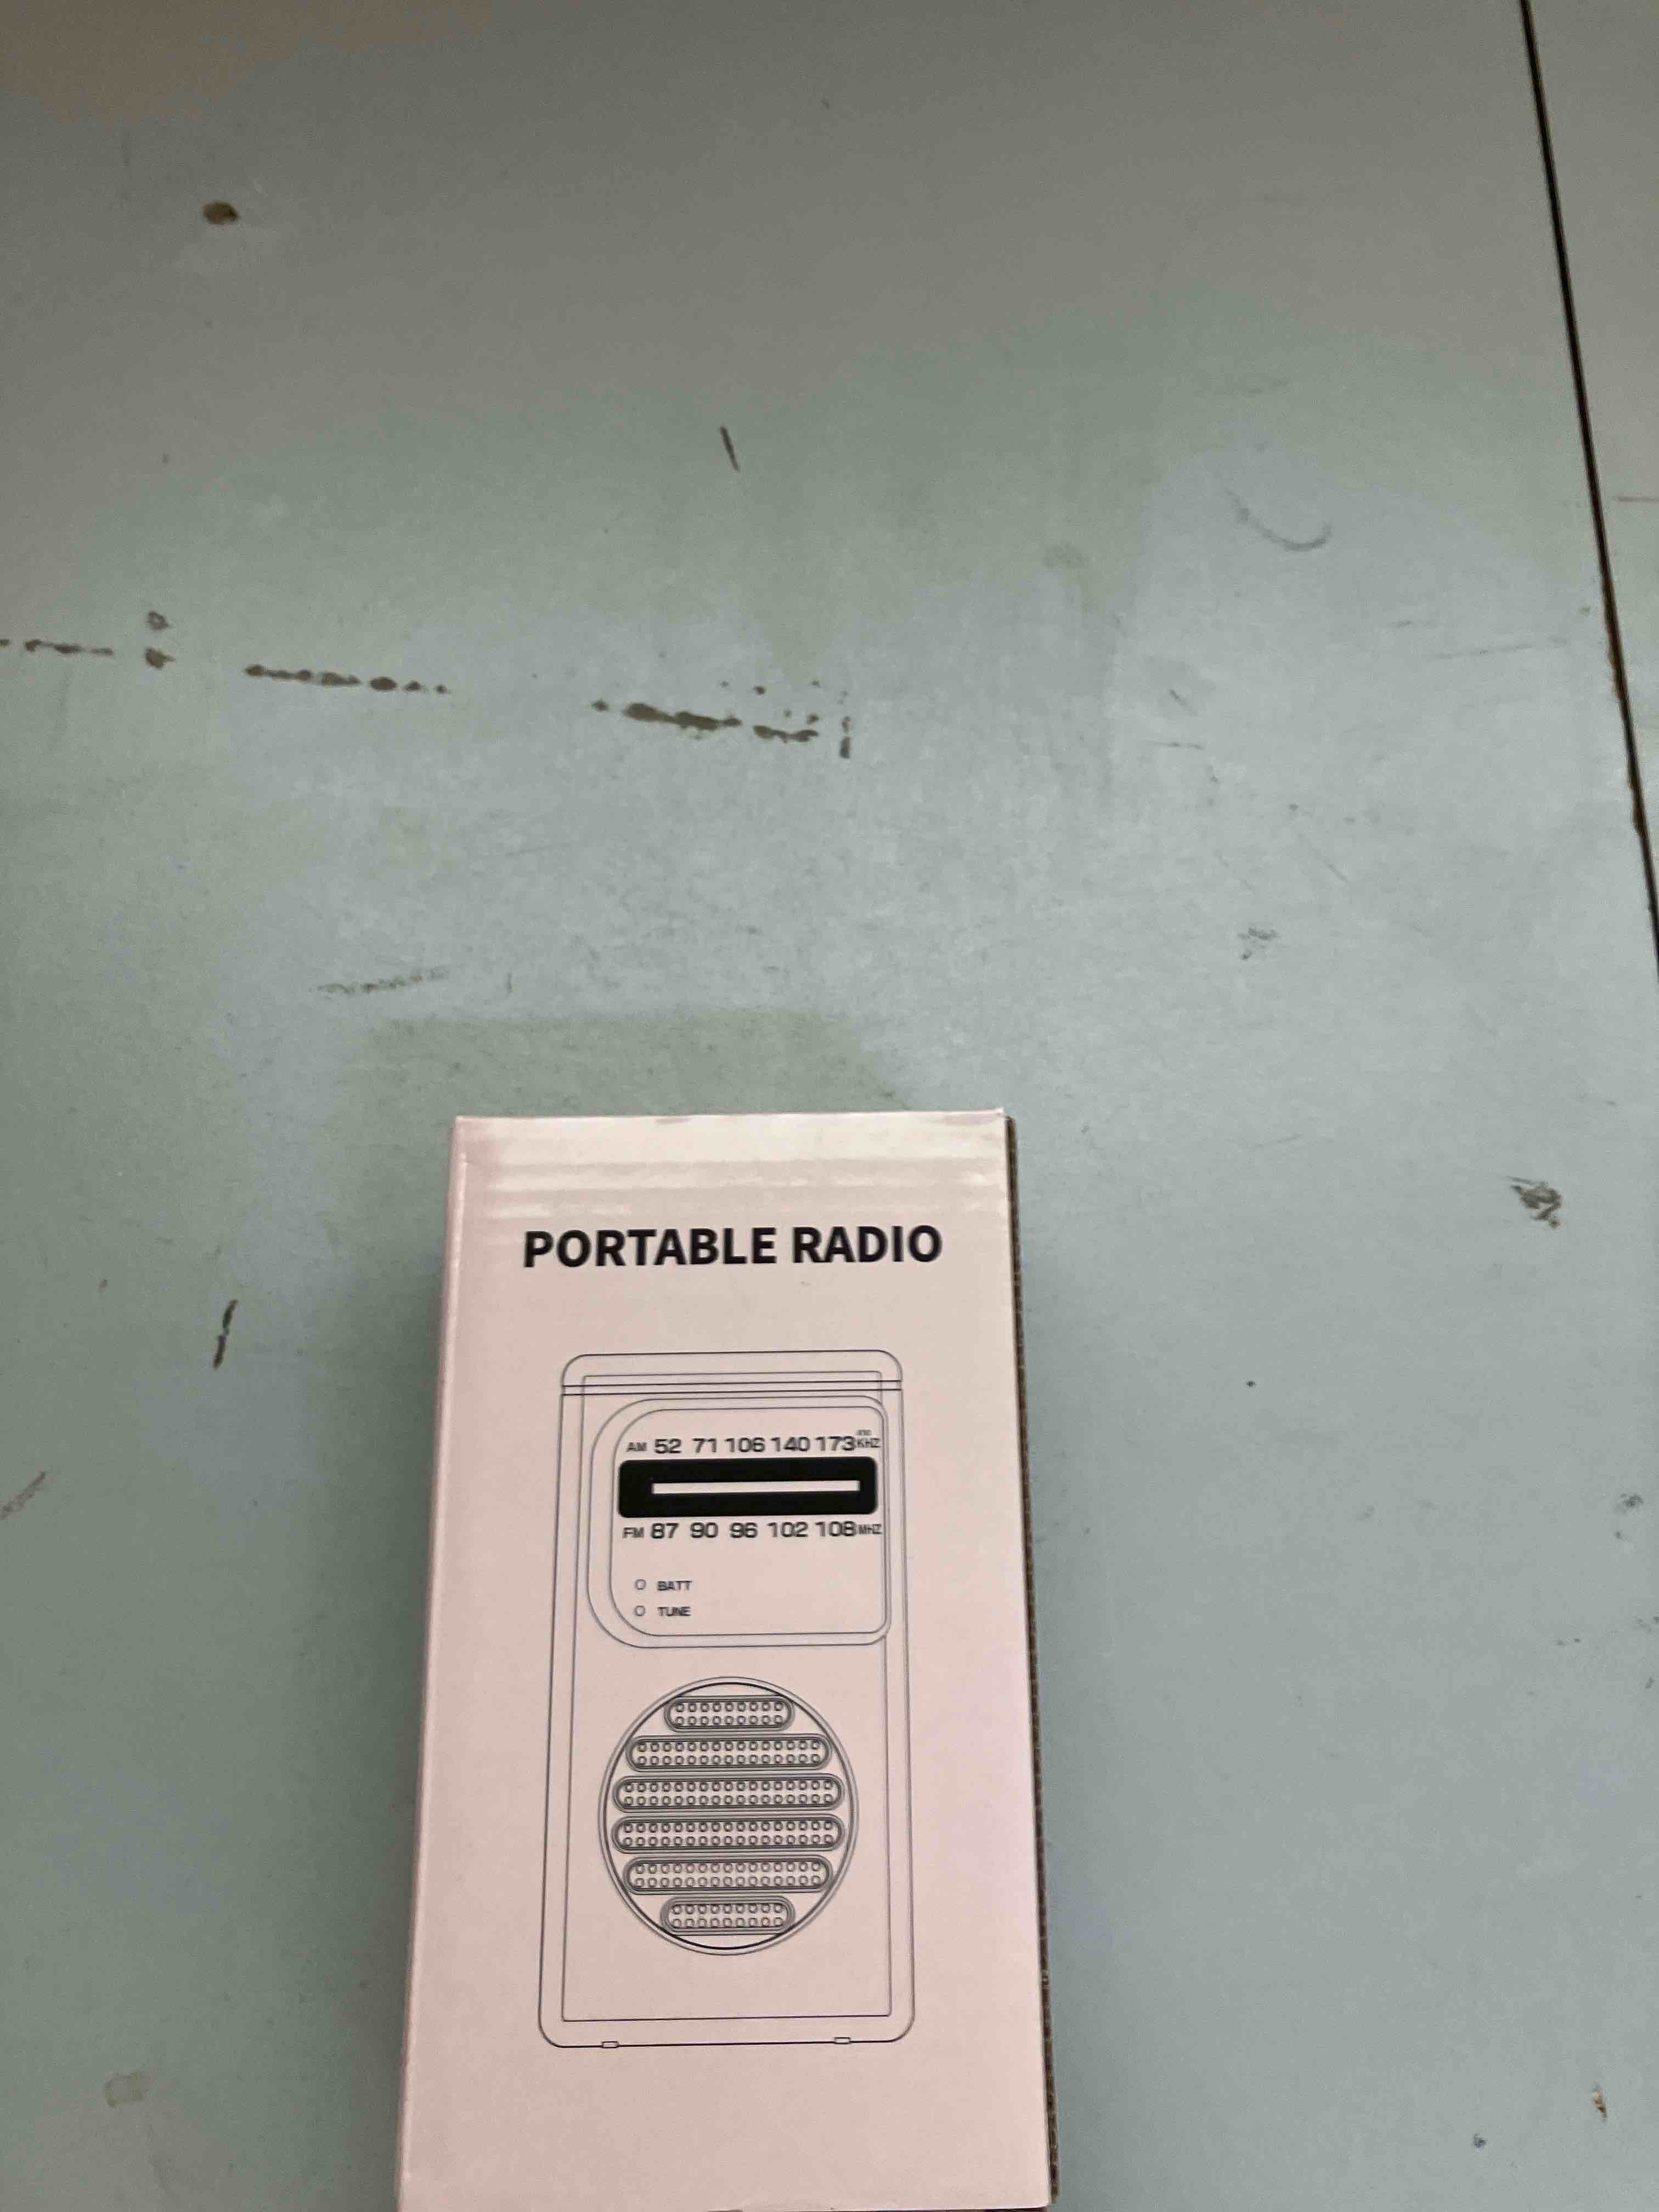 PORTABLE RADIO
AM 52 71 106 140 173 KHZ
FM 87 90 96 102 108 MHZ
BATT
TUNE